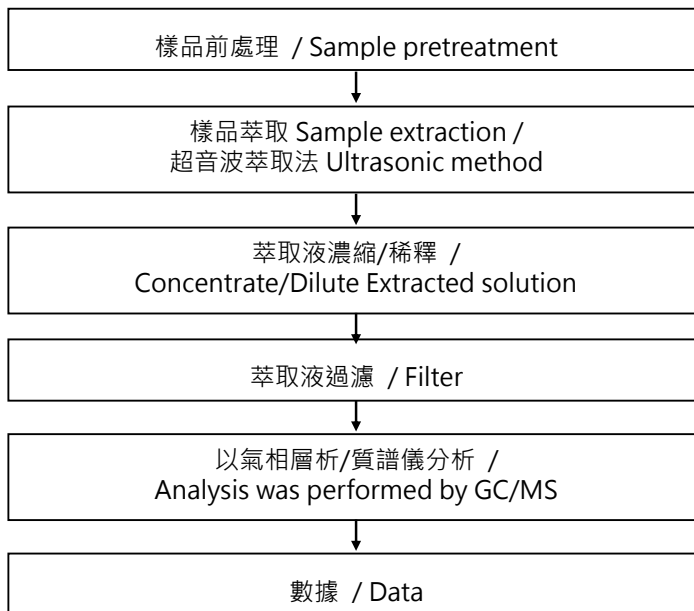 樣品前處理 / Sample pretreatment
樣品萃取 Sample extraction /
超音波萃取法 Ultrasonic method
萃取液濃縮/稀釋 /
Concentrate/Dilute Extracted solution
萃取液過濾 / Filter
以氣相層析/質譜儀分析 /
Analysis was performed by GC/MS
數據 / Data